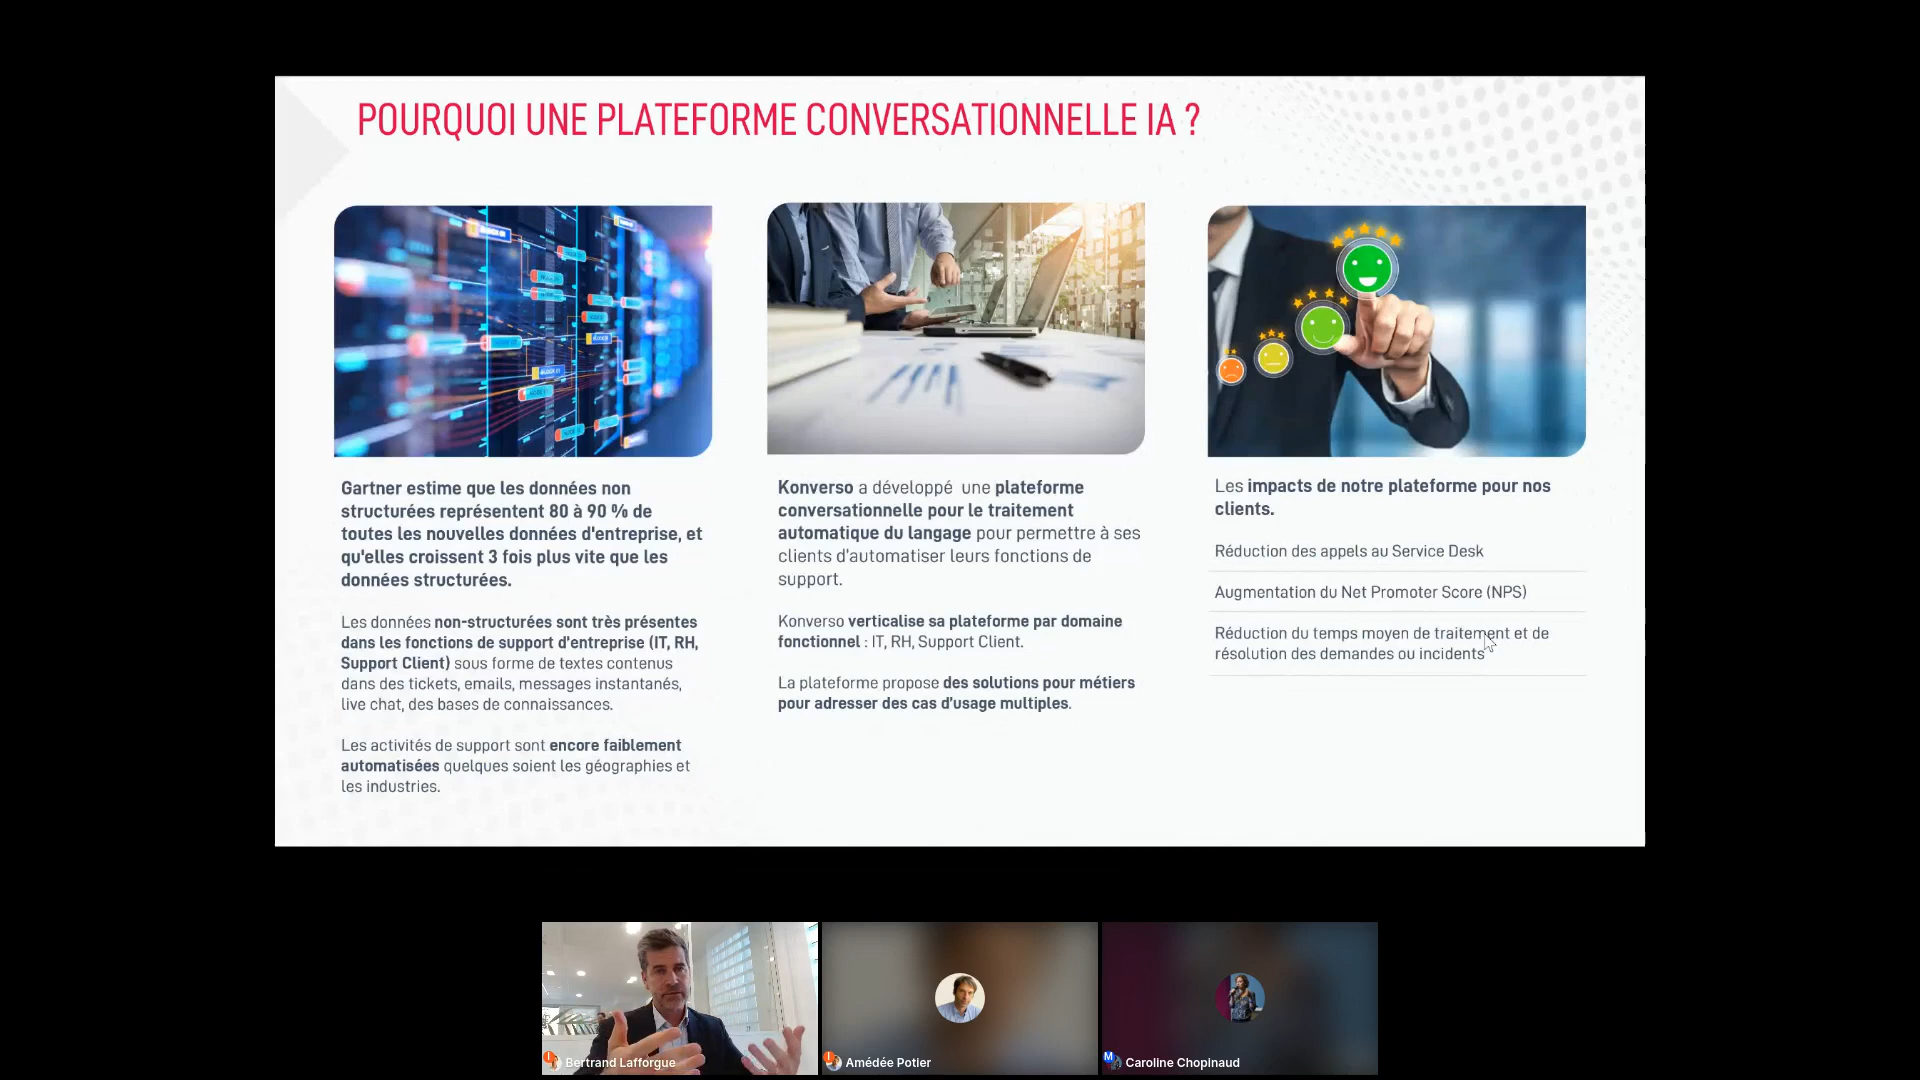 POURQUOI UNE PLATEFORME CONVERSATIONNELLE IA ?
Gartner estime que les données non
structurées représentent 80 à 90 % de
toutes les nouvelles données d'entreprise, et
qu'elles croissent 3 fois plus vite que les
données structurées.
Les données non-structurées sont très présentes
dans les fonctions de support d'entreprise (IT, RH,
Support Client) sous forme de textes contenus
dans des tickets, emails, messages instantanés,
live chat, des bases de connaissances.
Les activités de support sont encore faiblement
automatisées quelques soient les géographies et
les industries.
Konverso a développé une plateforme
conversationnelle pour le traitement
automatique du langage pour permettre à ses
clients d'automatiser leurs fonctions de
support.
Konverso verticalise sa plateforme par domaine
fonctionnel : IT, RH, Support Client.
La plateforme propose des solutions pour métiers
pour adresser des cas d'usage multiples.
Les impacts de notre plateforme pour nos
clients.
Réduction des appels au Service Desk
Augmentation du Net Promoter Score (NPS)
Réduction du temps moyen de traitement et de
résolution des demandes ou incidents
Bertrand Lafforgue
Amédée Potier
M
Caroline Chopinaud